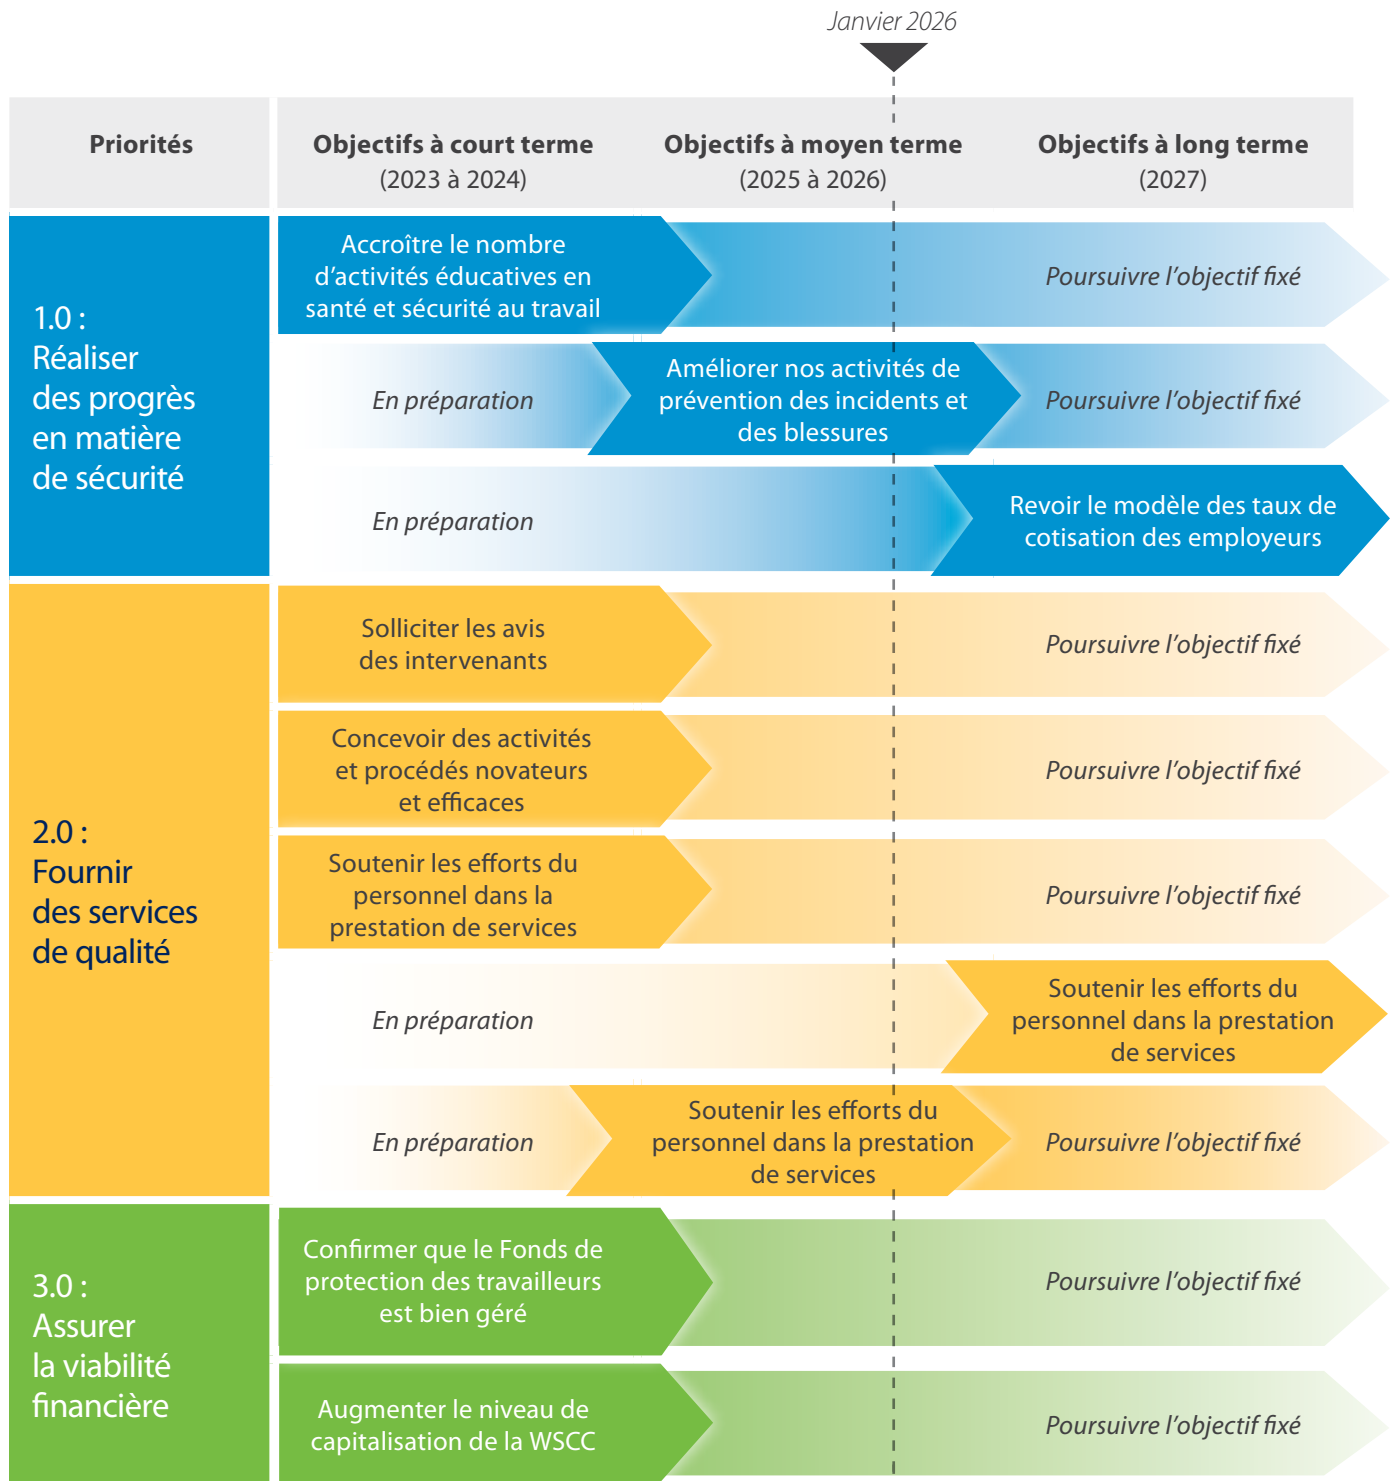 Janvier 2026
Priorités
Objectifs à court terme
(2023 à 2024)
Objectifs à moyen terme
(2025 à 2026)
Objectifs à long terme
(2027)
1.0 :
Réaliser
des progrès
en matière
de sécurité
Accroître le nombre
d’activités éducatives en
santé et sécurité au travail
Poursuivre l’objectif fixé
En préparation
Améliorer nos activités de
prévention des incidents et
des blessures
Poursuivre l’objectif fixé
En préparation
Revoir le modèle des taux de
cotisation des employeurs
2.0 :
Fournir
des services
de qualité
Solliciter les avis
des intervenants
Poursuivre l’objectif fixé
Concevoir des activités
et procédés novateurs
et efficaces
Poursuivre l’objectif fixé
Soutenir les efforts du
personnel dans la
prestation de services
Poursuivre l’objectif fixé
En préparation
Soutenir les efforts du
personnel dans la prestation
de services
En préparation
Soutenir les efforts du
personnel dans la prestation
de services
Poursuivre l’objectif fixé
3.0 :
Assurer
la viabilité
financière
Confirmer que le Fonds de
protection des travailleurs
est bien géré
Poursuivre l’objectif fixé
Augmenter le niveau de
capitalisation de la WSCC
Poursuivre l’objectif fixé